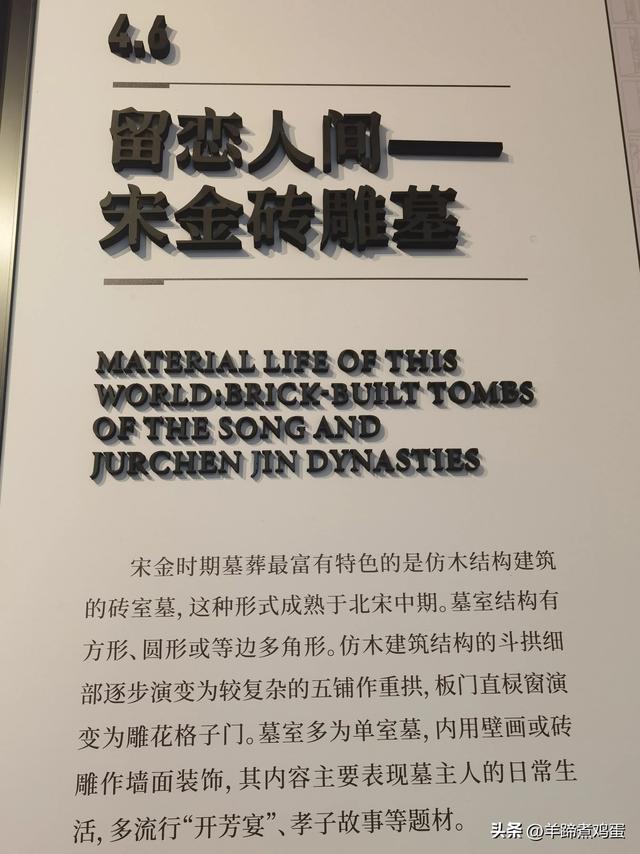 4.6
留恋人间——
宋金砖雕墓
MATERIAL LIFE OF THIS
WORLD:BRICK-BUILT TOMBS
OF THE SONG AND
JURCHEN JIN DYNASTIES
宋金时期墓葬最富有特色的是仿木结构建筑
的砖室墓，这种形式成熟于北宋中期。墓室结构有
方形、圆形或等边多角形。仿木建筑结构的斗拱细
部逐步演变为较复杂的五铺作重拱，板门直棂窗演
变为雕花格子门。墓室多为单室墓，内用壁画或砖
雕作墙面装饰，其内容主要表现墓主人的日常生
活，多流行“开芳宴”、孝子故事等题材。
头条 @羊蹄煮鸡蛋